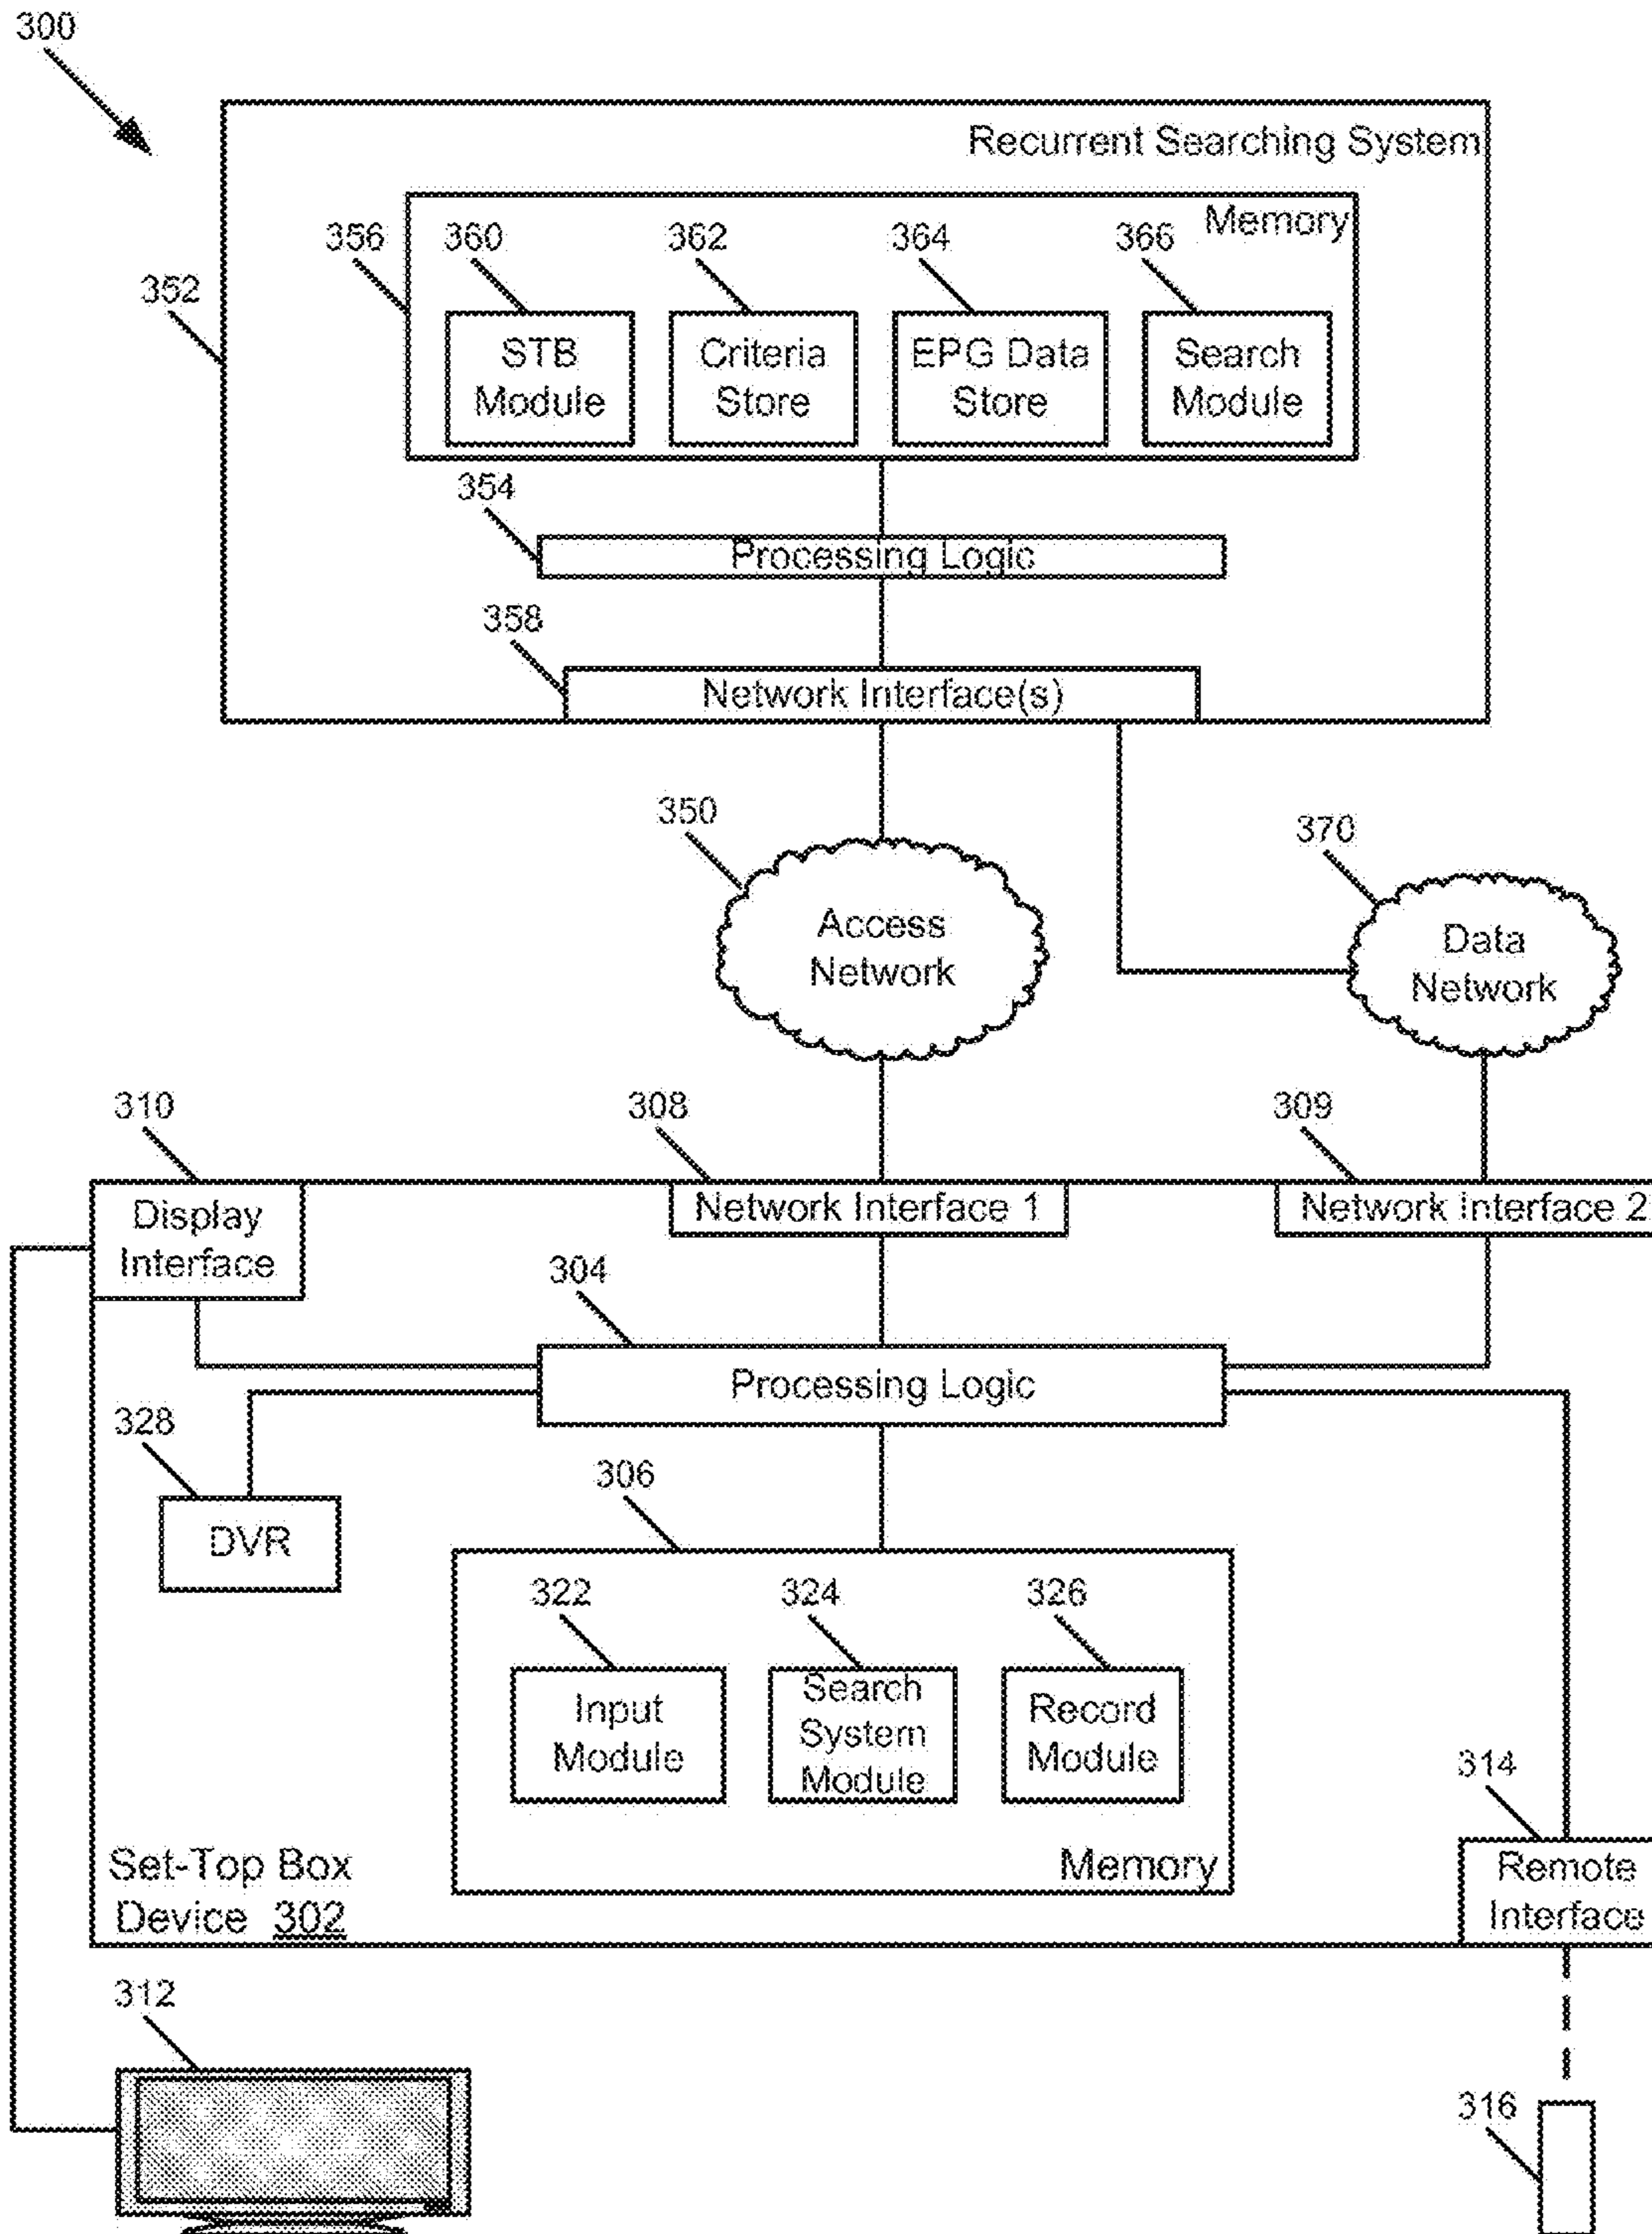 300
Recurrent Searching System
Memory
356
360
362
364
366
352
STB
Module
Criteria
Store
EPG Data
Store
Search
Module
354
Processing Logic
358
Network Interface(s)
350
370
Access
Network
Data
Network
310
308
309
Display
Interface
Network Interface 1
Network Interface 2
304
Processing Logic
328
DVR
306
322
324
326
Input
Module
Search
System
Module
Record
Module
314
Set-Top Box
Device 302
Memory
Remote
Interface
312
316